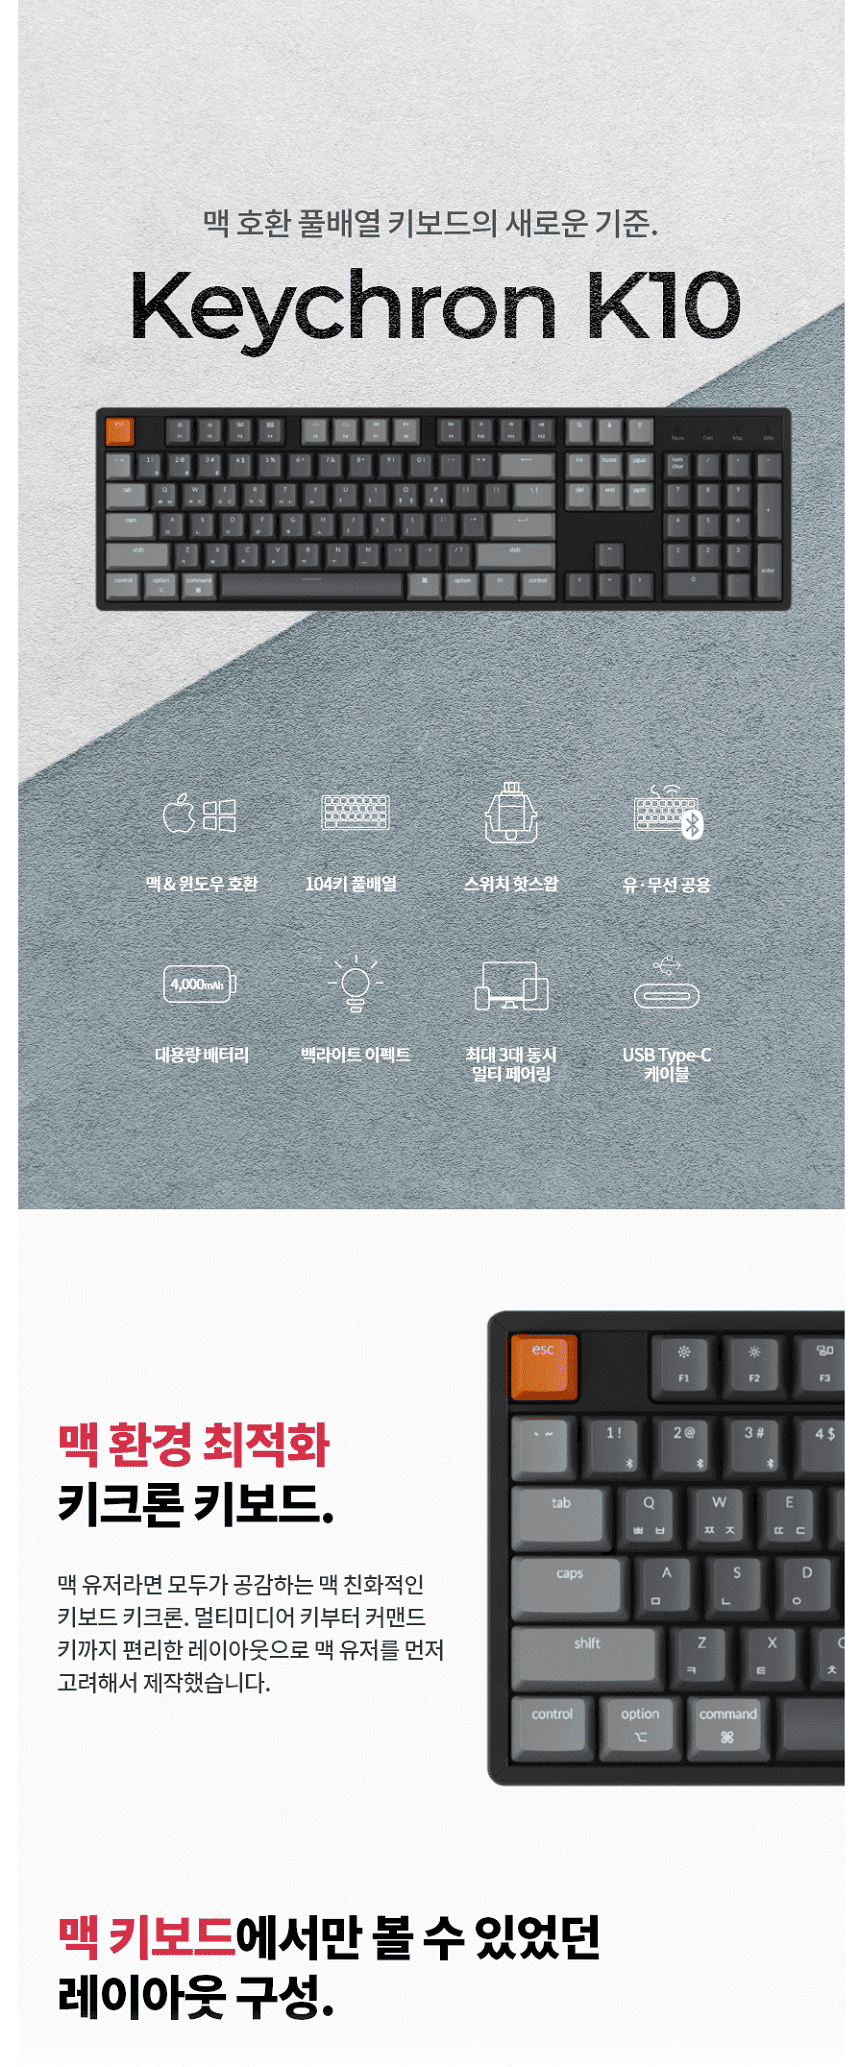 맥 호환 풀배열 키보드의 새로운 기준.
Keychron K10
맥 & 윈도우 호환
104키 풀배열
스위치 핫스왑
유·무선 공용
4,000mAh
대용량 배터리
백라이트 이펙트
최대 3대 동시
멀티 페어링
USB Type-C
케이블
맥 환경 최적화
키크론 키보드.
맥 유저라면 모두가 공감하는 맥 친화적인
키보드 키크론. 멀티미디어 키부터 커맨드
키까지 편리한 레이아웃으로 맥 유저를 먼저
고려해서 제작했습니다.
esc F1 F2 F3
1! 2@ 3# 4$
tab Q ㅃ ㅂ W ㅉ ㅈ E ㄸ ㄷ
caps A ㅁ S ㄴ D ㅇ
shift Z ㅋ X ㅌ ㅊ
control option command
맥 키보드에서만 볼 수 있었던
레이아웃 구성.